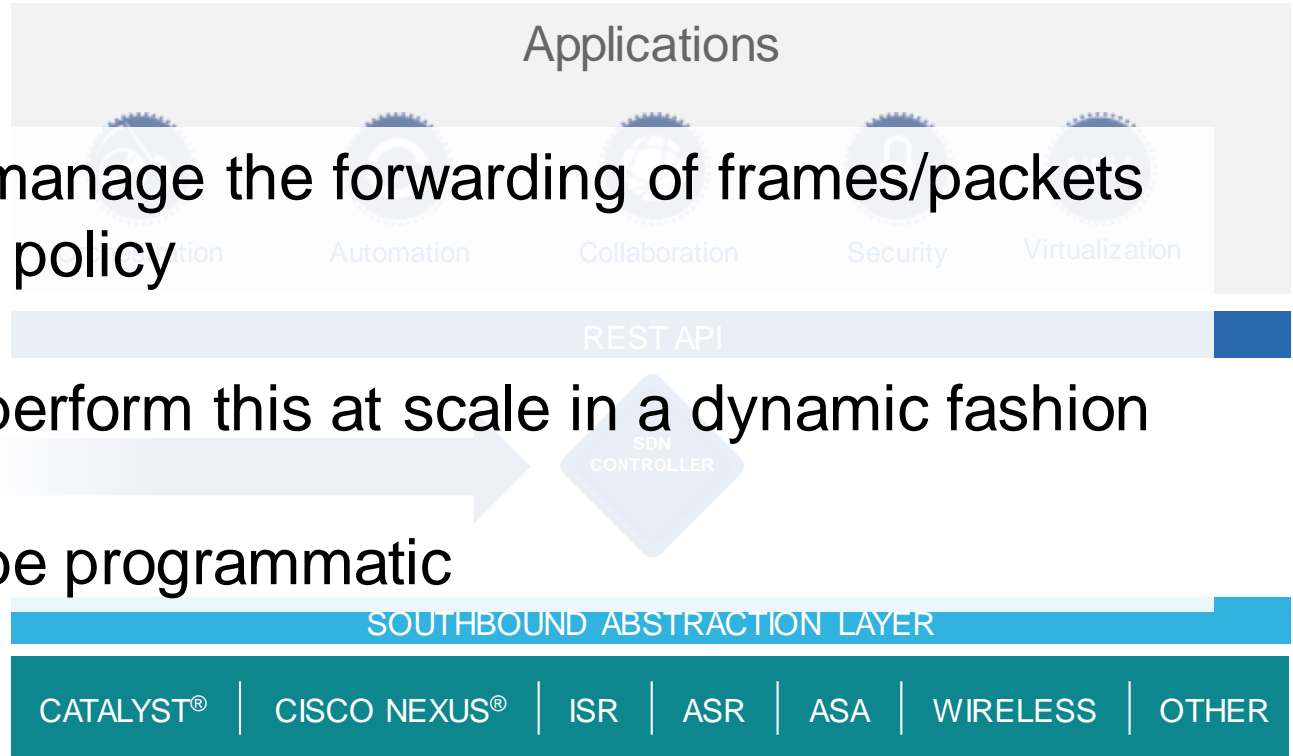 Applications
manage the forwarding of frames/packets
policy
Automation Collaboration Security Virtualization
REST API
perform this at scale in a dynamic fashion
SDN
CONTROLLER
be programmatic
SOUTHBOUND ABSTRACTION LAYER
CATALYST® CISCO NEXUS® ISR ASR ASA WIRELESS OTHER